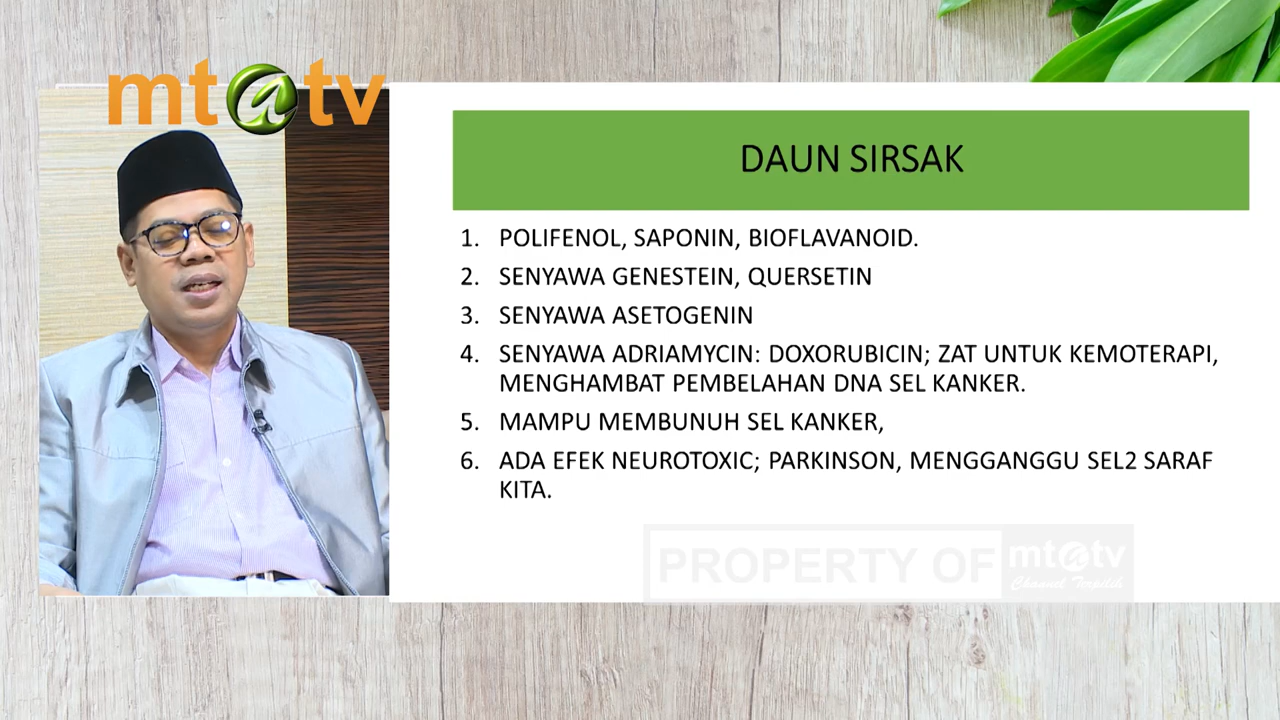 mt@tv
DAUN SIRSAK
1. POLIFENOL, SAPONIN, BIOFLAVANOID.
2. SENYAWA GENESTEIN, QUERSETIN
3. SENYAWA ASETOGENIN
4. SENYAWA ADRIAMYCIN: DOXORUBICIN; ZAT UNTUK KEMOTERAPI,
MENGHAMBAT PEMBELAHAN DNA SEL KANKER.
5. MAMPU MEMBUNUH SEL KANKER,
6. ADA EFEK NEUROTOXIC; PARKINSON, MENGGANGGU SEL2 SARAF
KITA.
PROPERTY OF mt@tv
Channel Terpilih